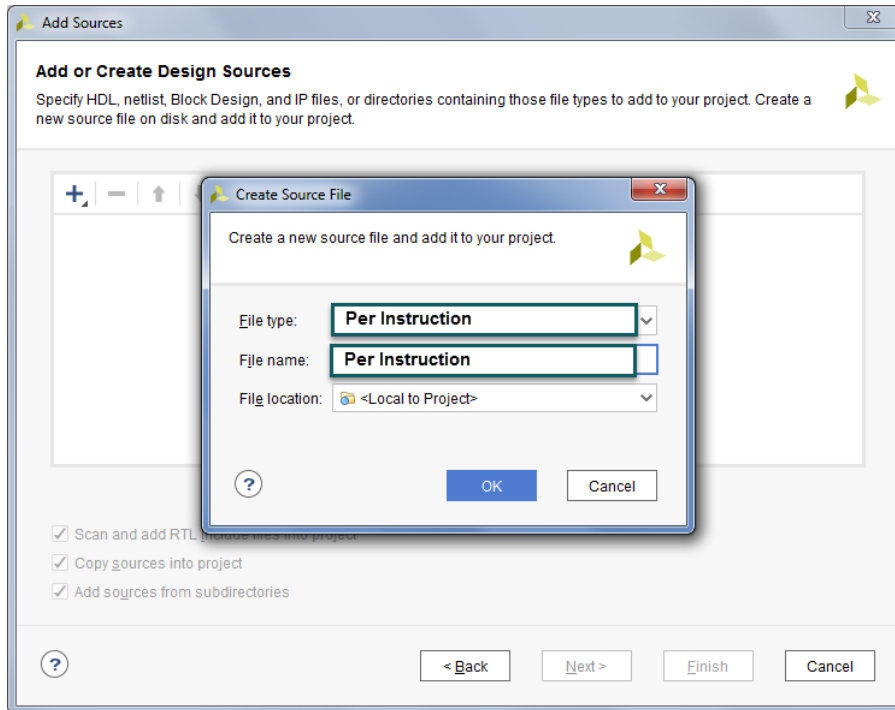 Add Sources
Add or Create Design Sources
Specify HDL, netlist, Block Design, and IP files, or directories containing those file types to add to your project. Create a
new source file on disk and add it to your project.
Create Source File
Create a new source file and add it to your project.
File type: Per Instruction
File name: Per Instruction
File location: <Local to Project>
?
OK
Cancel
Scan and add RTL include files into project
Copy sources into project
Add sources from subdirectories
?
< Back
Next >
Finish
Cancel